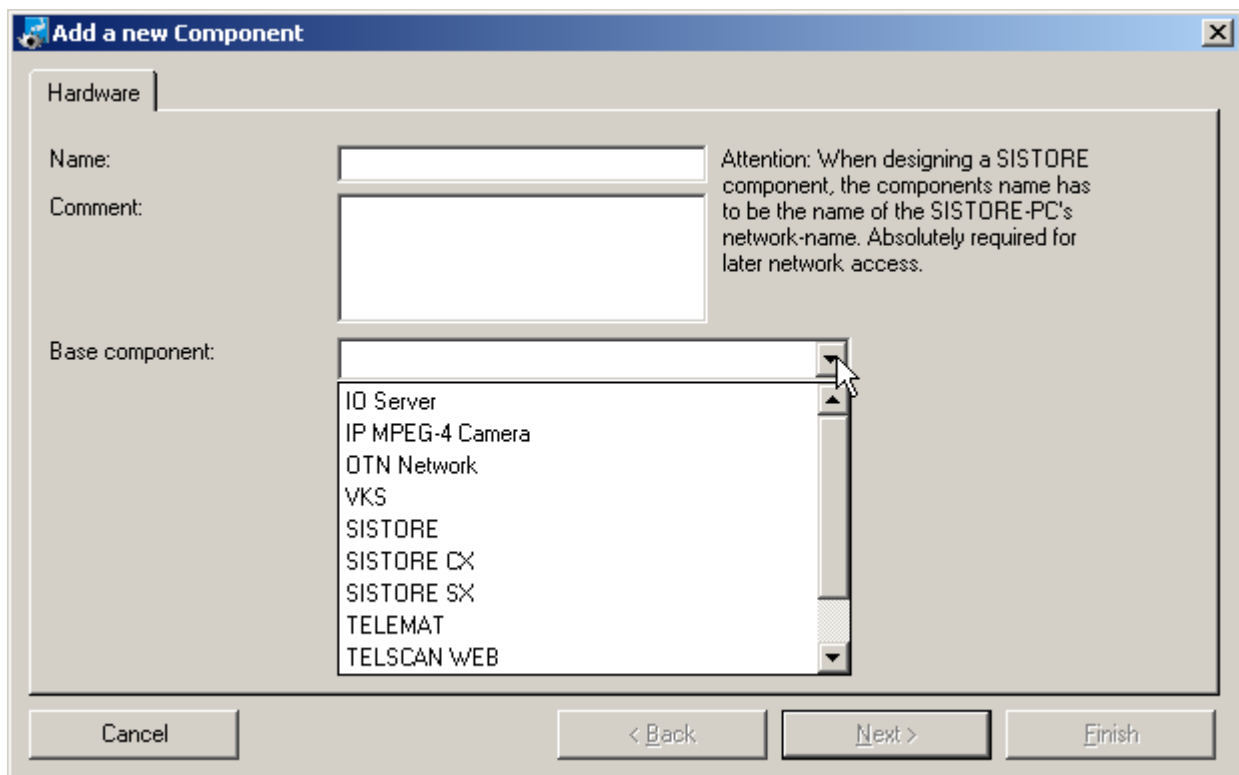 Add a new Component
Hardware
Name:
Attention: When designing a SISTORE
component, the components name has
to be the name of the SISTORE-PC's
network-name. Absolutely required for
later network access.
Comment:
Base component:
IO Server
IP MPEG-4 Camera
OTN Network
VKS
SISTORE
SISTORE CX
SISTORE SX
TELEMAT
TELSCAN WEB
Cancel
< Back
Next >
Finish